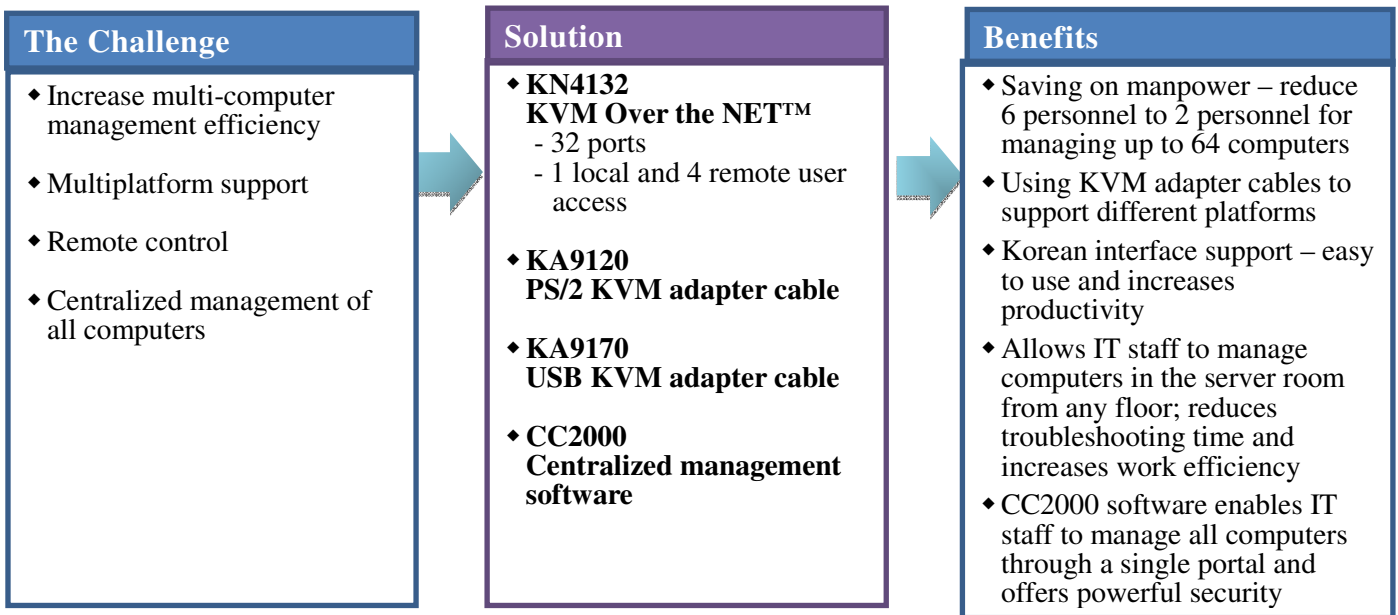 The Challenge
◆ Increase multi-computer
management efficiency
◆ Multiplatform support
◆ Remote control
◆ Centralized management of
all computers
Solution
◆ KN4132
KVM Over the NET™
- 32 ports
- 1 local and 4 remote user
access
◆ KA9120
PS/2 KVM adapter cable
◆ KA9170
USB KVM adapter cable
◆ CC2000
Centralized management
software
Benefits
◆ Saving on manpower – reduce
6 personnel to 2 personnel for
managing up to 64 computers
◆ Using KVM adapter cables to
support different platforms
◆ Korean interface support – easy
to use and increases
productivity
◆ Allows IT staff to manage
computers in the server room
from any floor; reduces
troubleshooting time and
increases work efficiency
◆ CC2000 software enables IT
staff to manage all computers
through a single portal and
offers powerful security